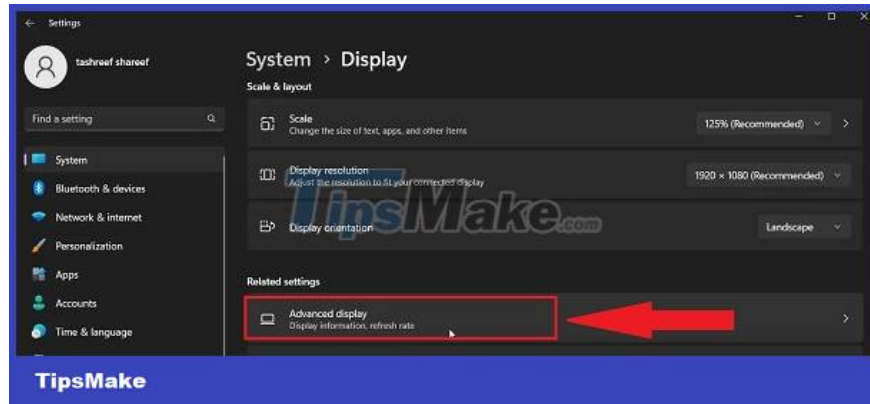 Settings
tashreef shareef
Find a setting
System
Bluetooth & devices
Network & internet
Personalization
Apps
Accounts
Time & language
System > Display
Scale & layout
Scale
Change the size of text, apps, and other items
125% (Recommended)
Display resolution
Adjust the resolution to fit your connected display
1920 × 1080 (Recommended)
Display orientation
Landscape
TipsMake.com
Related settings
Advanced display
Display information, refresh rate
TipsMake